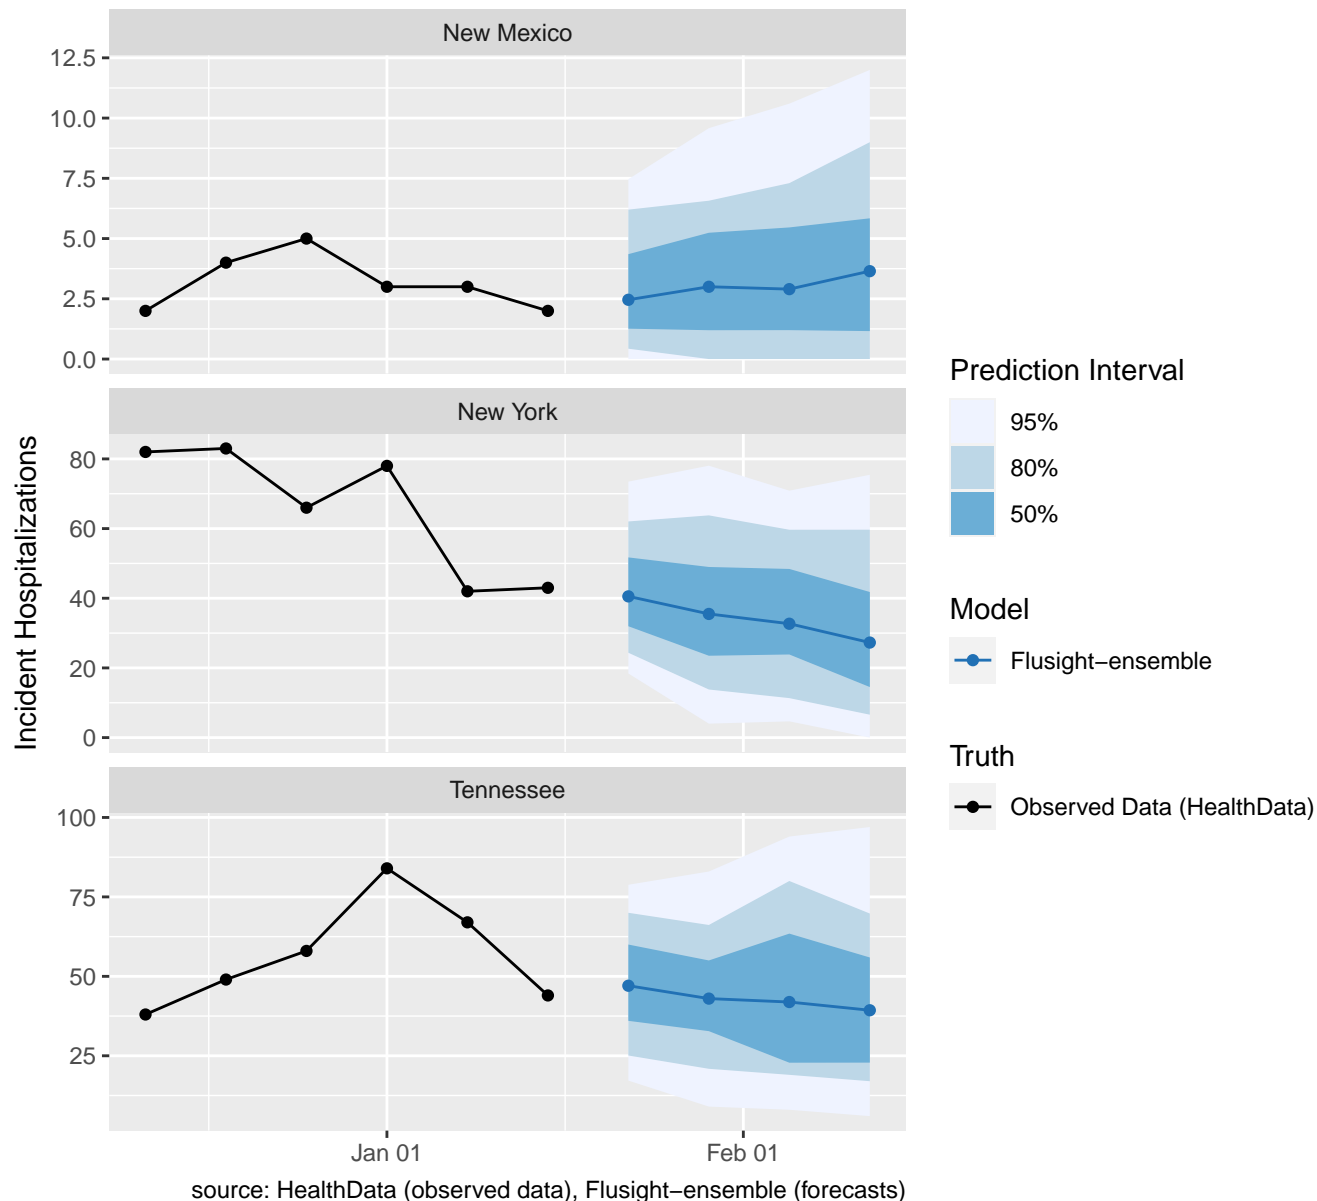 New Mexico
12.5
10.0
7.5
5.0
2.5
0.0
New York
80
60
40
20
0
Tennessee
100
75
50
25
Incident Hospitalizations
Jan 01
Feb 01
source: HealthData (observed data), Flusight−ensemble (forecasts)
Prediction Interval
95%
80%
50%
Model
Flusight−ensemble
Truth
Observed Data (HealthData)